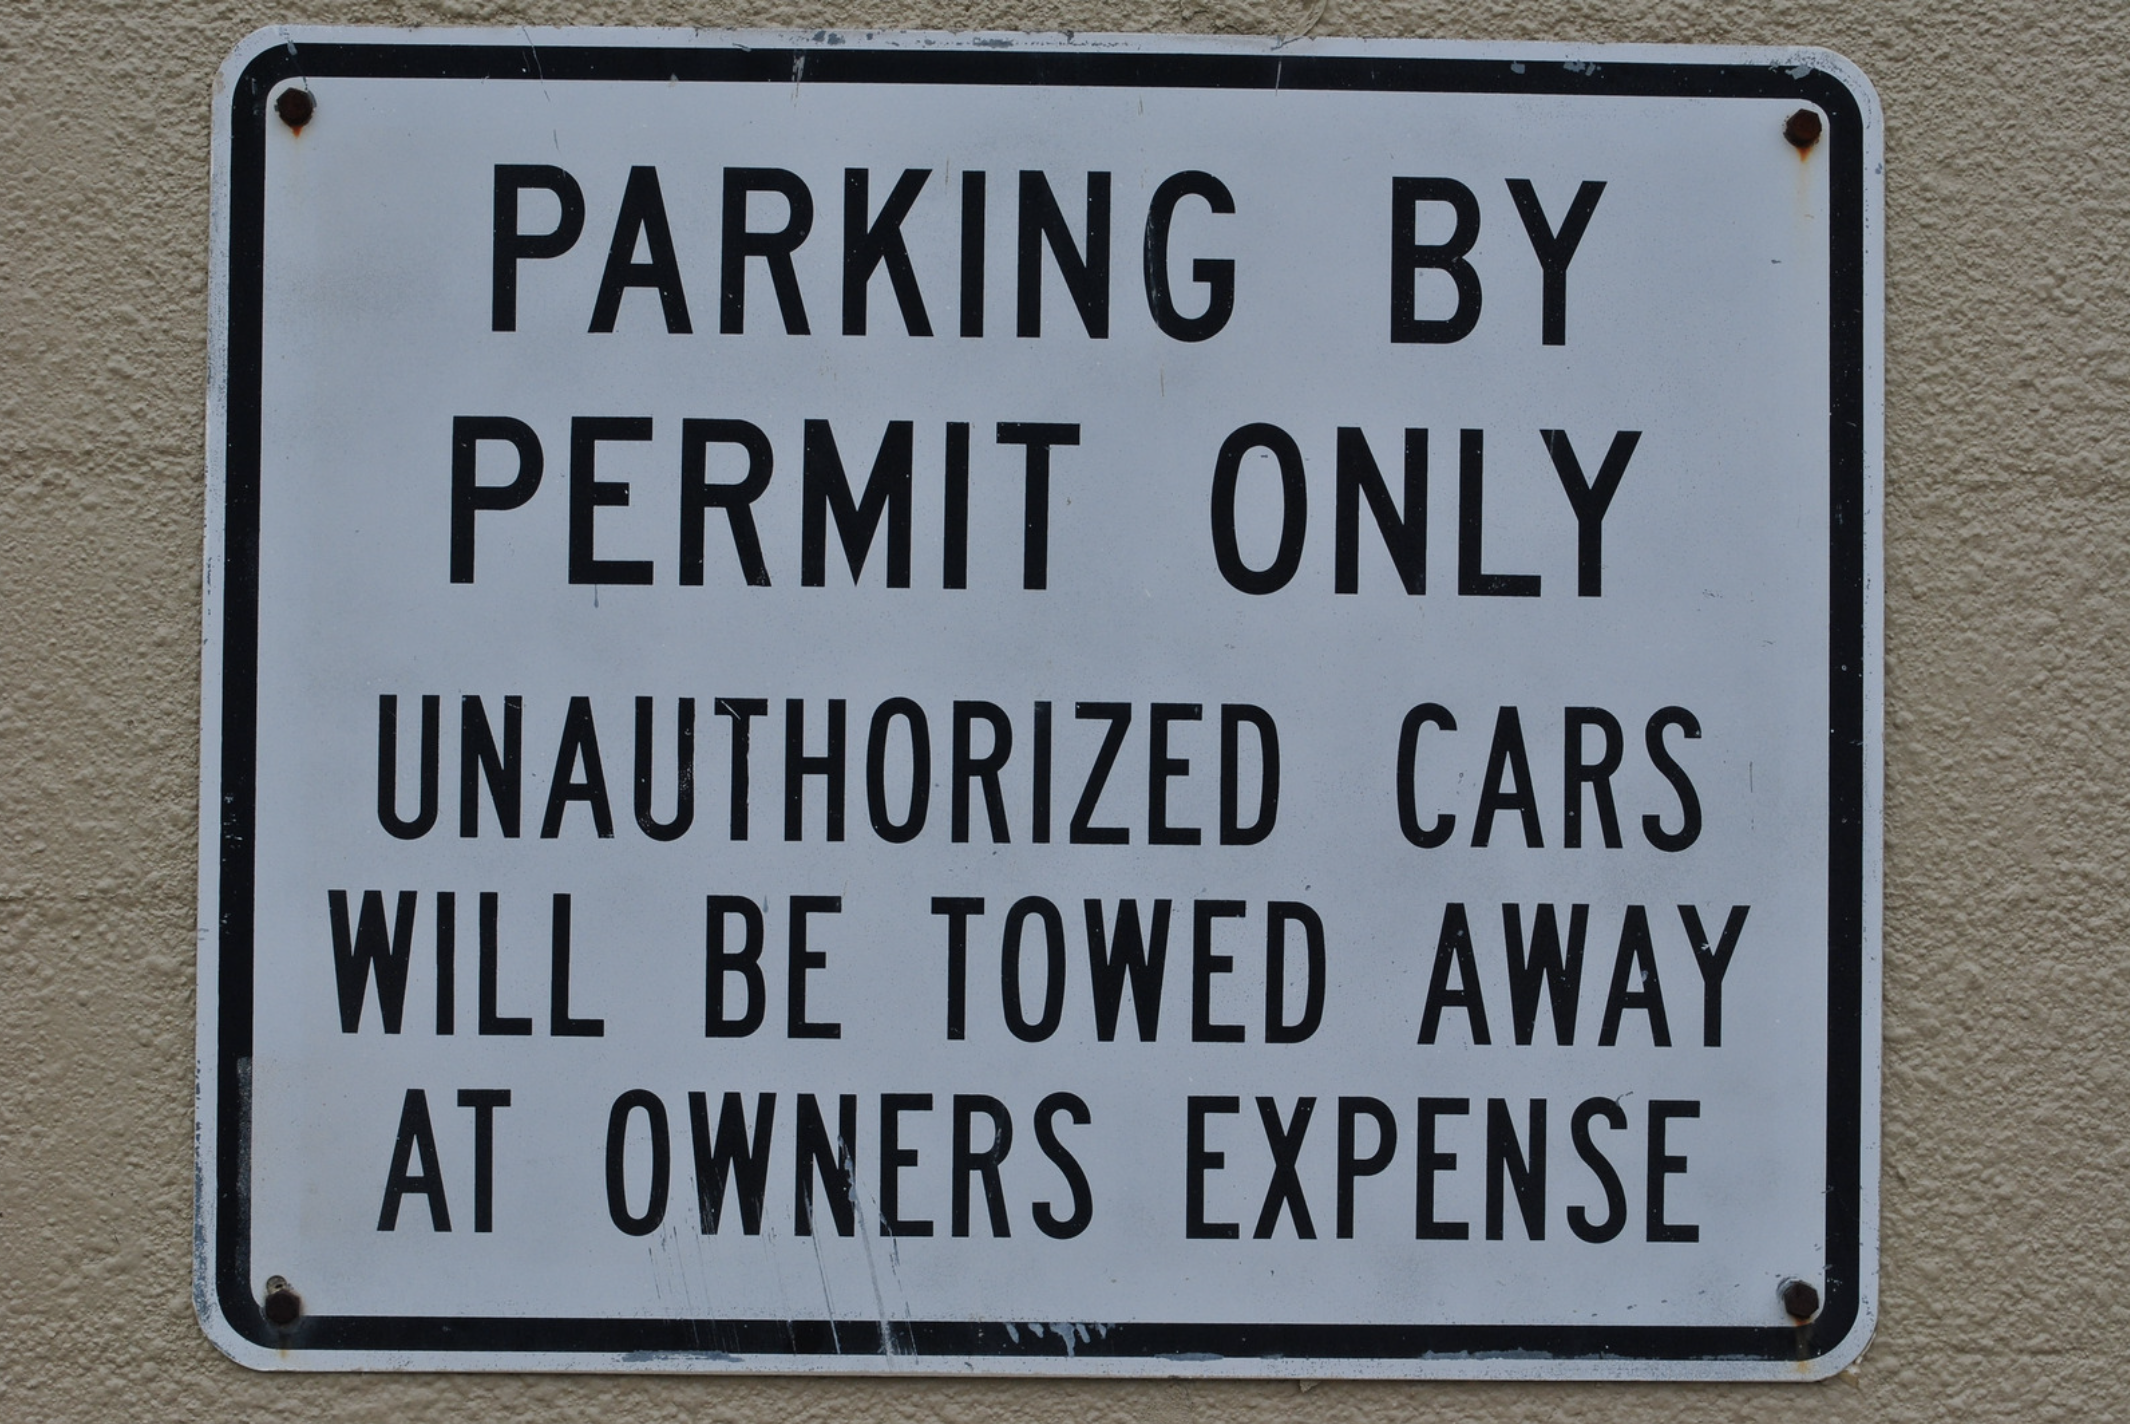 PARKING BY
PERMIT ONLY
UNAUTHORIZED CARS
WILL BE TOWED AWAY
AT OWNERS EXPENSE